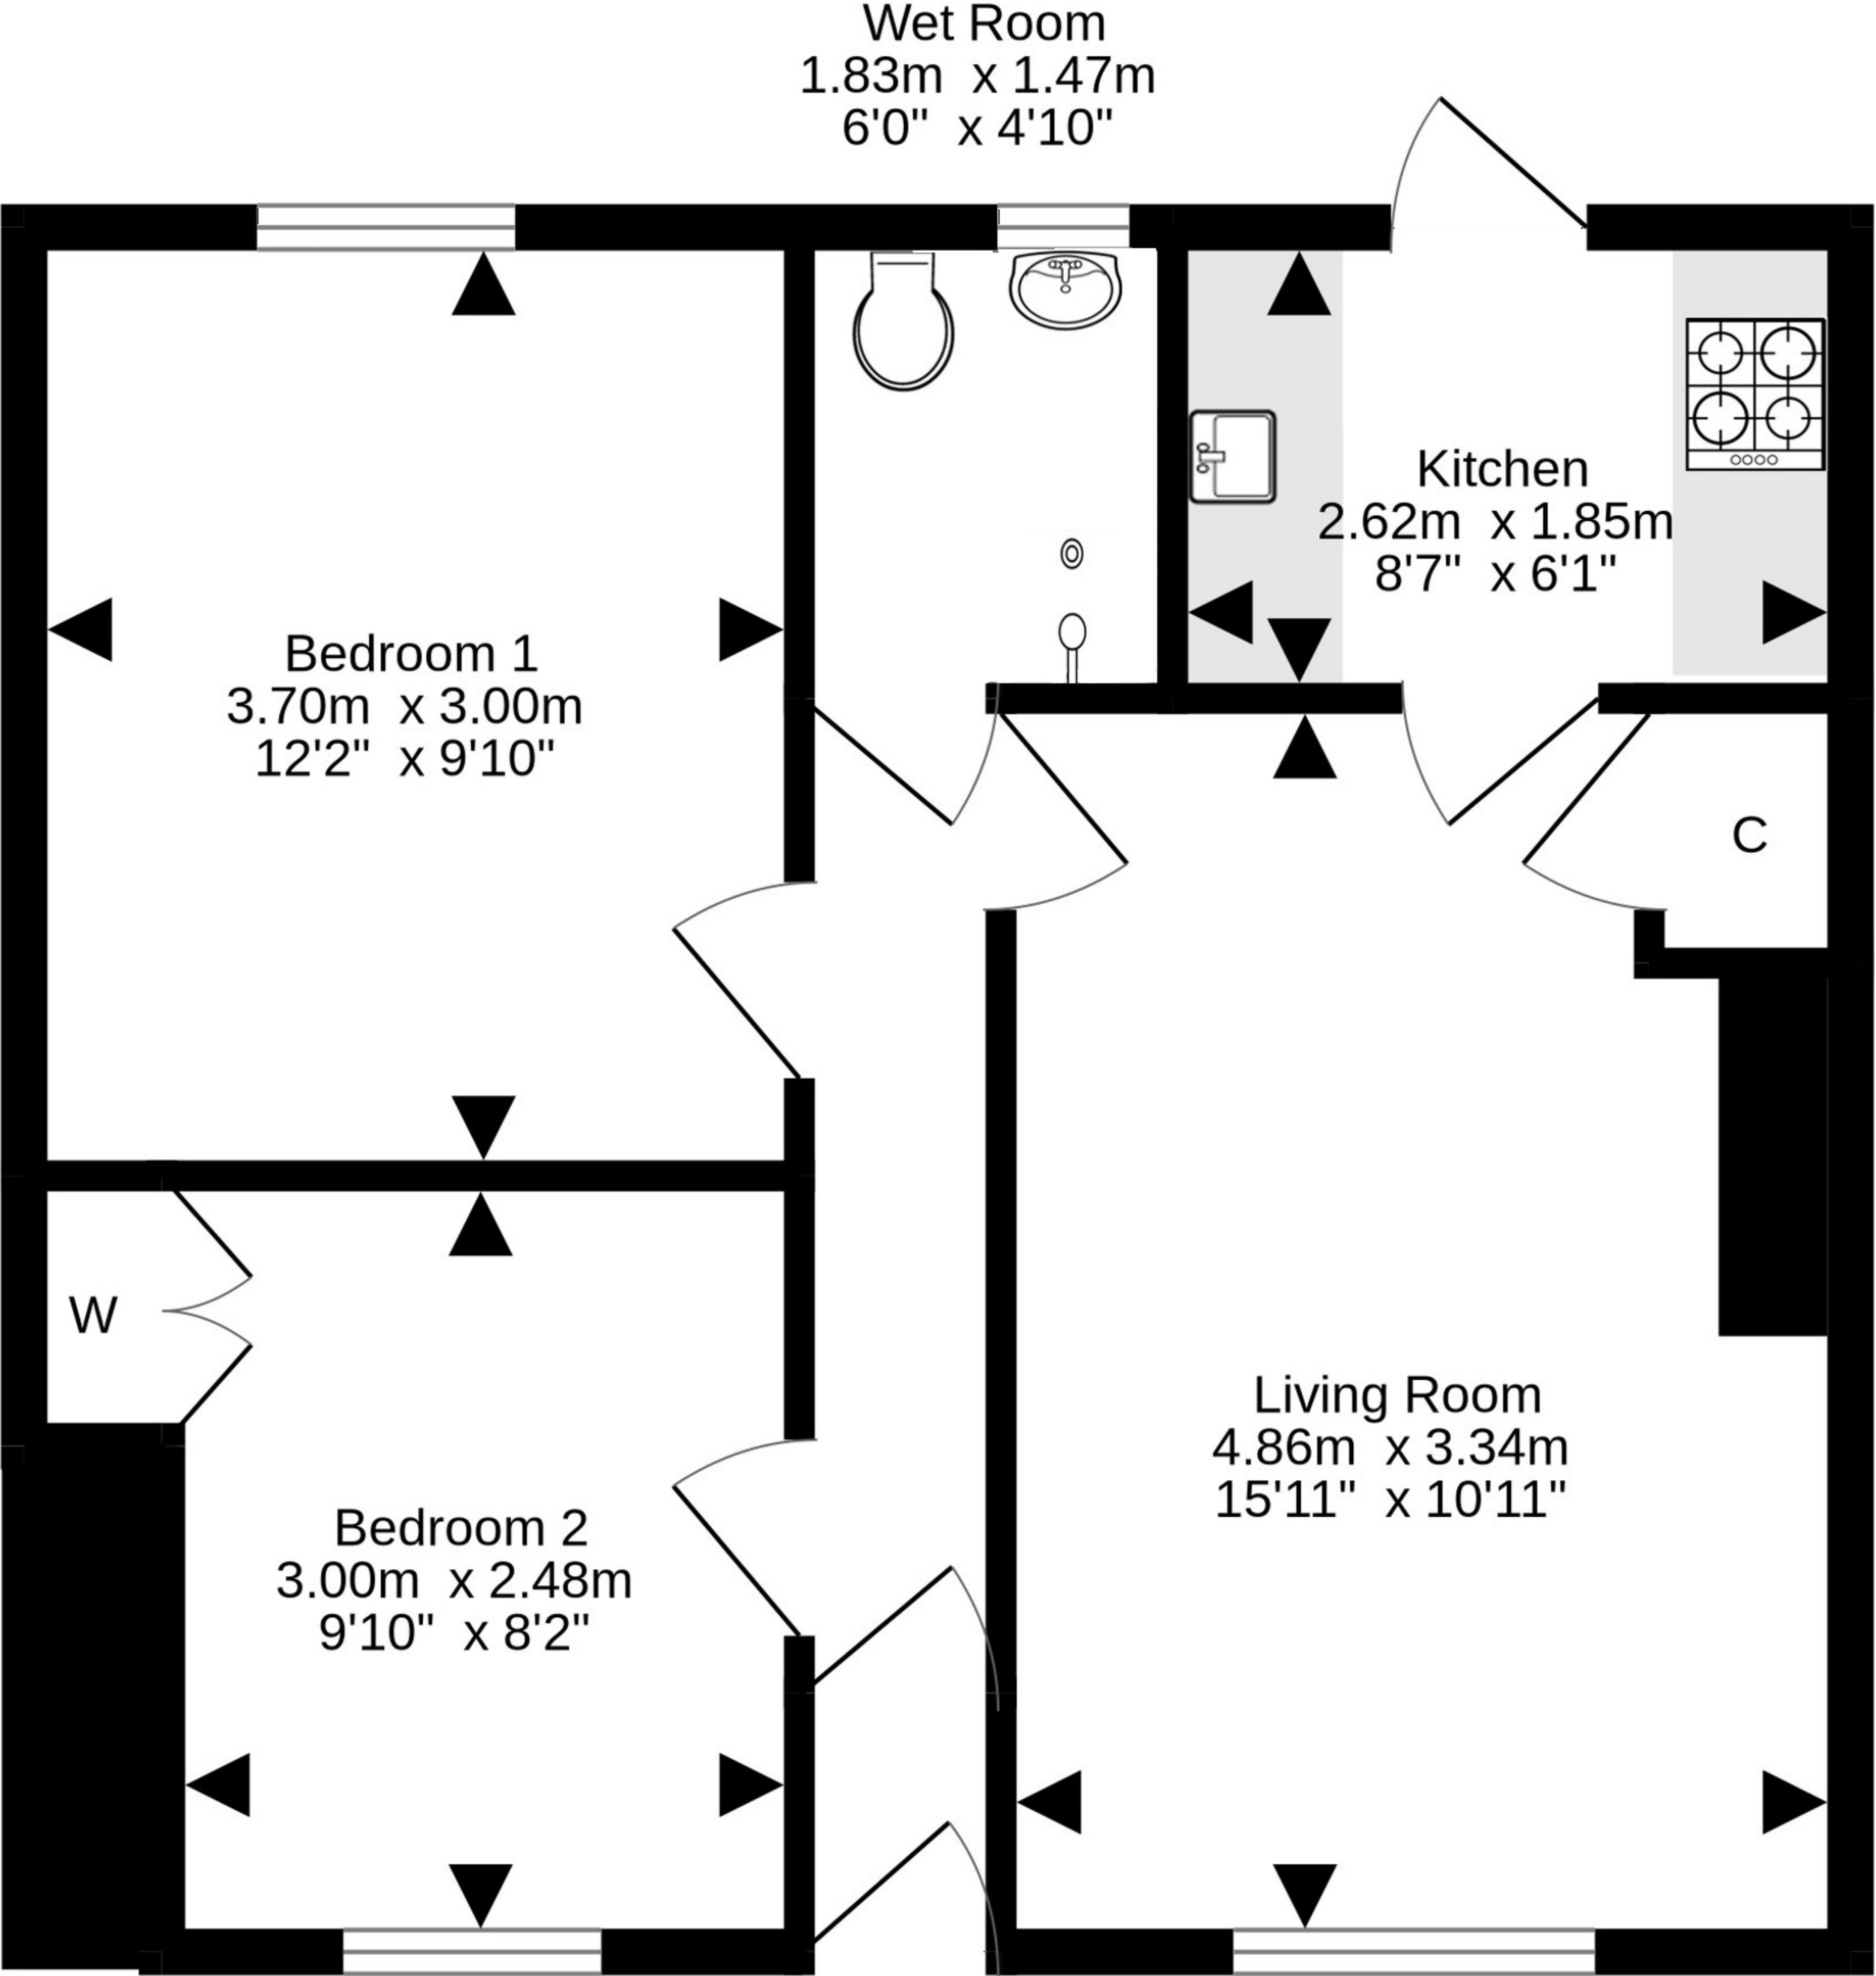 Wet Room
1.83m x 1.47m
6'0" x 4'10"
Kitchen
2.62m x 1.85m
8'7" x 6'1"
Bedroom 1
3.70m x 3.00m
12'2" x 9'10"
C
W
Living Room
4.86m x 3.34m
15'11" x 10'11"
Bedroom 2
3.00m x 2.48m
9'10" x 8'2"